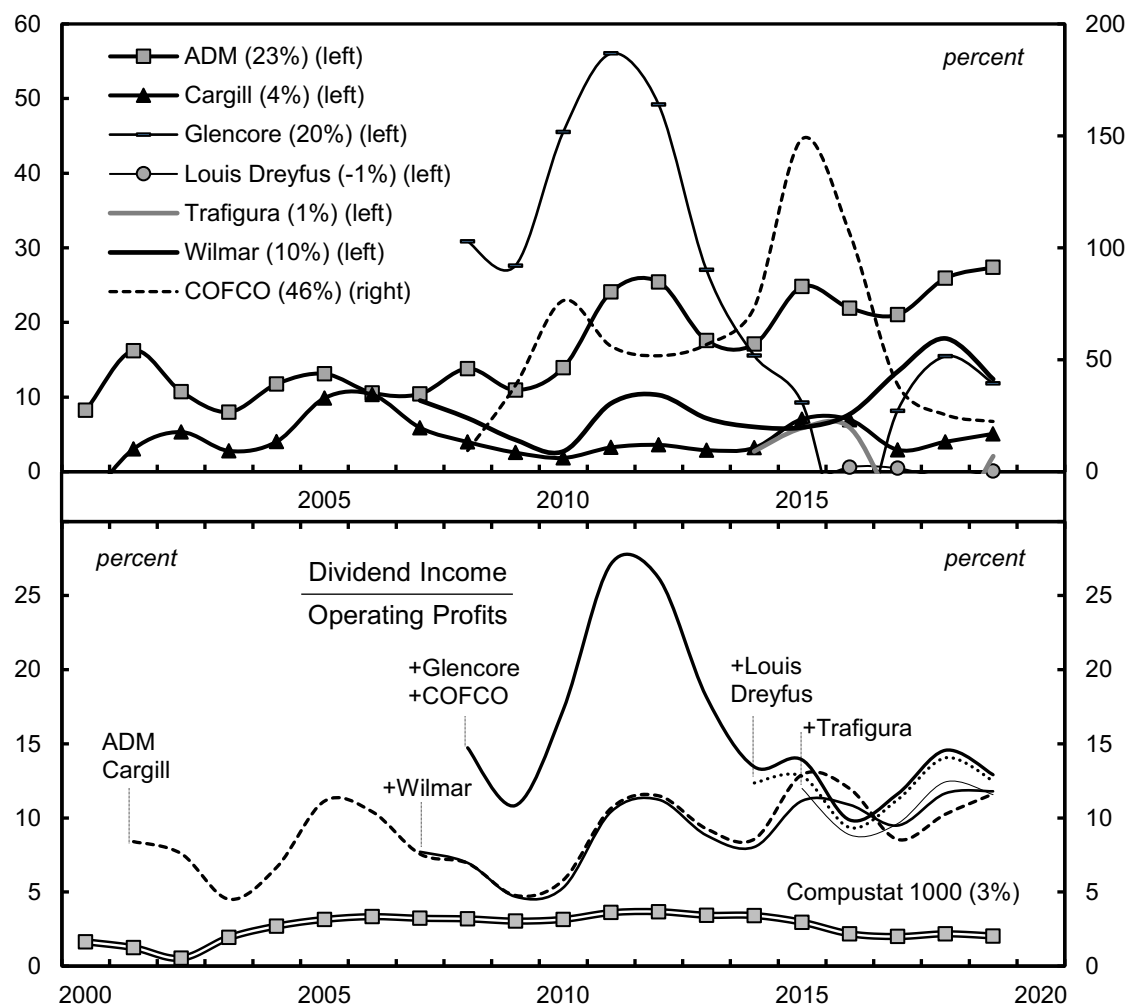 60
50
40
30
20
10
0
200
150
100
50
0
percent
ADM (23%) (left)
Cargill (4%) (left)
Glencore (20%) (left)
Louis Dreyfus (-1%) (left)
Trafigura (1%) (left)
Wilmar (10%) (left)
COFCO (46%) (right)
2005
2010
2015
percent
percent
Dividend Income
Operating Profits
25
20
15
10
5
0
25
20
15
10
5
0
+Glencore
+COFCO
+Louis
Dreyfus
+Trafigura
ADM
Cargill
+Wilmar
Compustat 1000 (3%)
2000
2005
2010
2015
2020